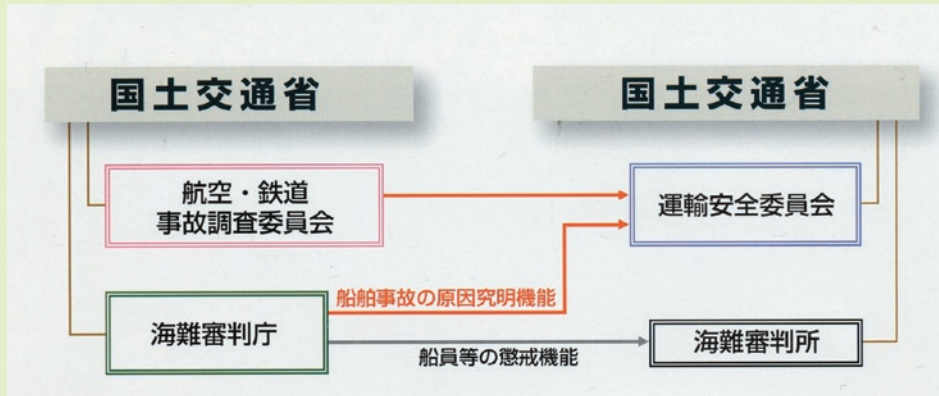 国土交通省
国土交通省
航空・鉄道
事故調査委員会
運輸安全委員会
船舶事故の原因究明機能
海難審判庁
海難審判所
船員等の懲戒機能